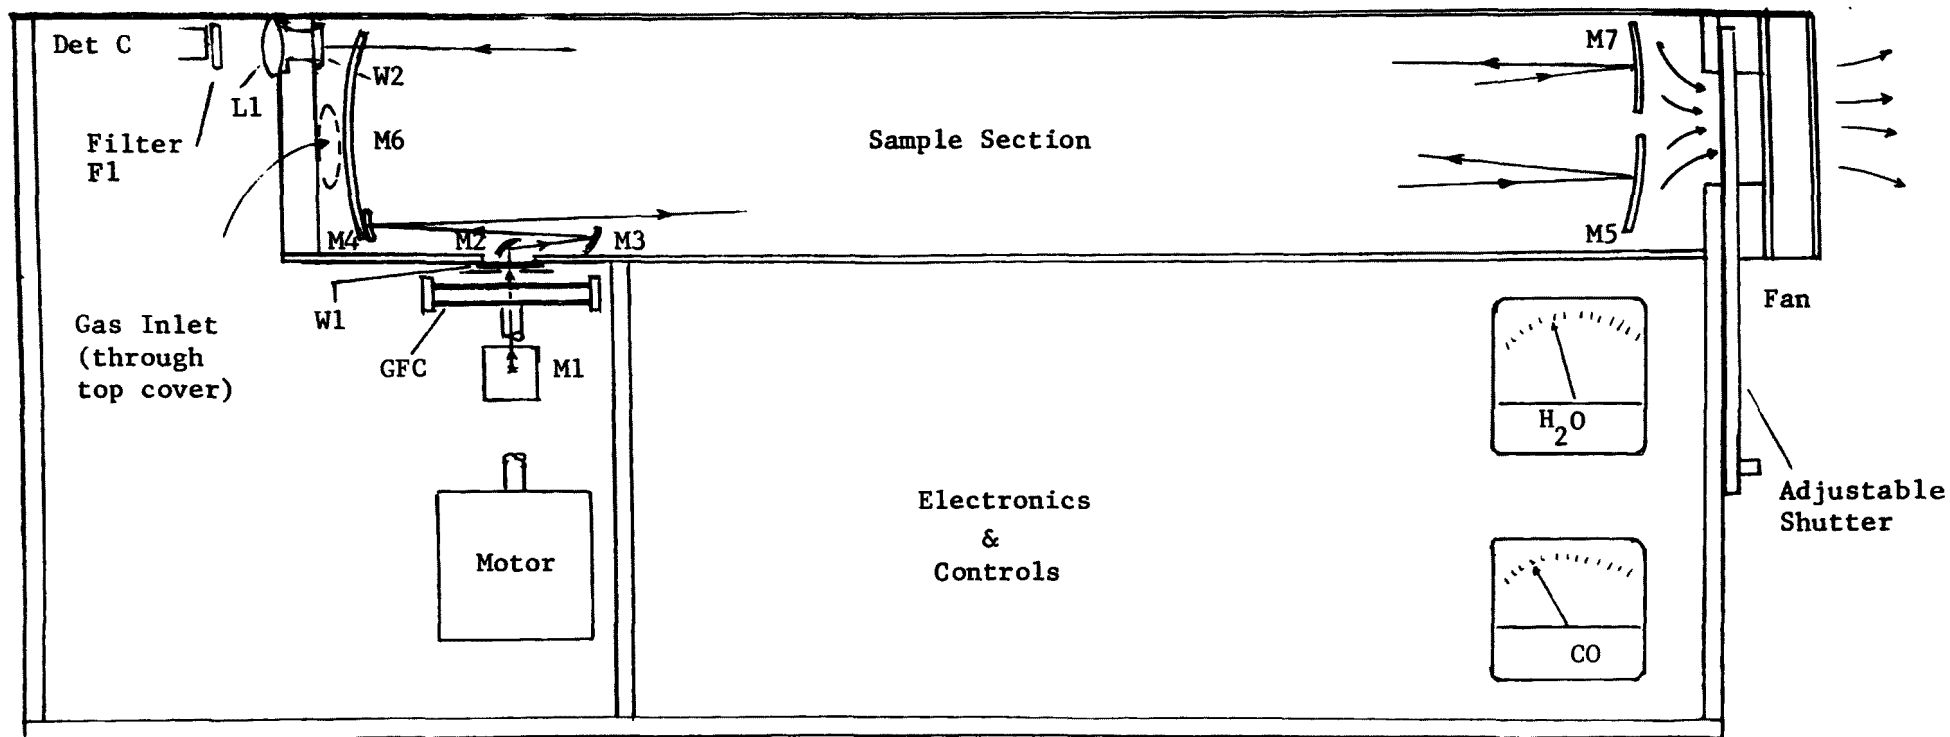 Det C
L1
W2
M7
Filter
F1
M6
Sample Section
M4
M2
M3
M5
W1
Gas Inlet
(through
top cover)
GFC
M1
Fan
H2O
Adjustable
Shutter
Electronics
&
Controls
Motor
CO